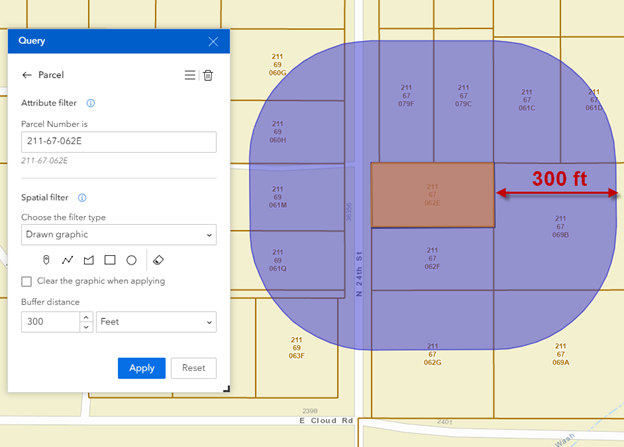 Query
Parcel
Attribute filter
Parcel Number is
211-67-062E
211-67-062E
Spatial filter
Choose the filter type
Drawn graphic
Clear the graphic when applying
Buffer distance
300
Feet
Apply
Reset
211
69
060G
211
69
060H
211
69
061M
211
69
061Q
211
69
063F
211
67
079F
211
67
079C
211
67
061C
211
67
061D
211
67
062E
300 ft
211
67
069B
211
67
062F
211
67
062G
211
67
069A
N 24th St
2398
E Cloud Rd
2401
Wash